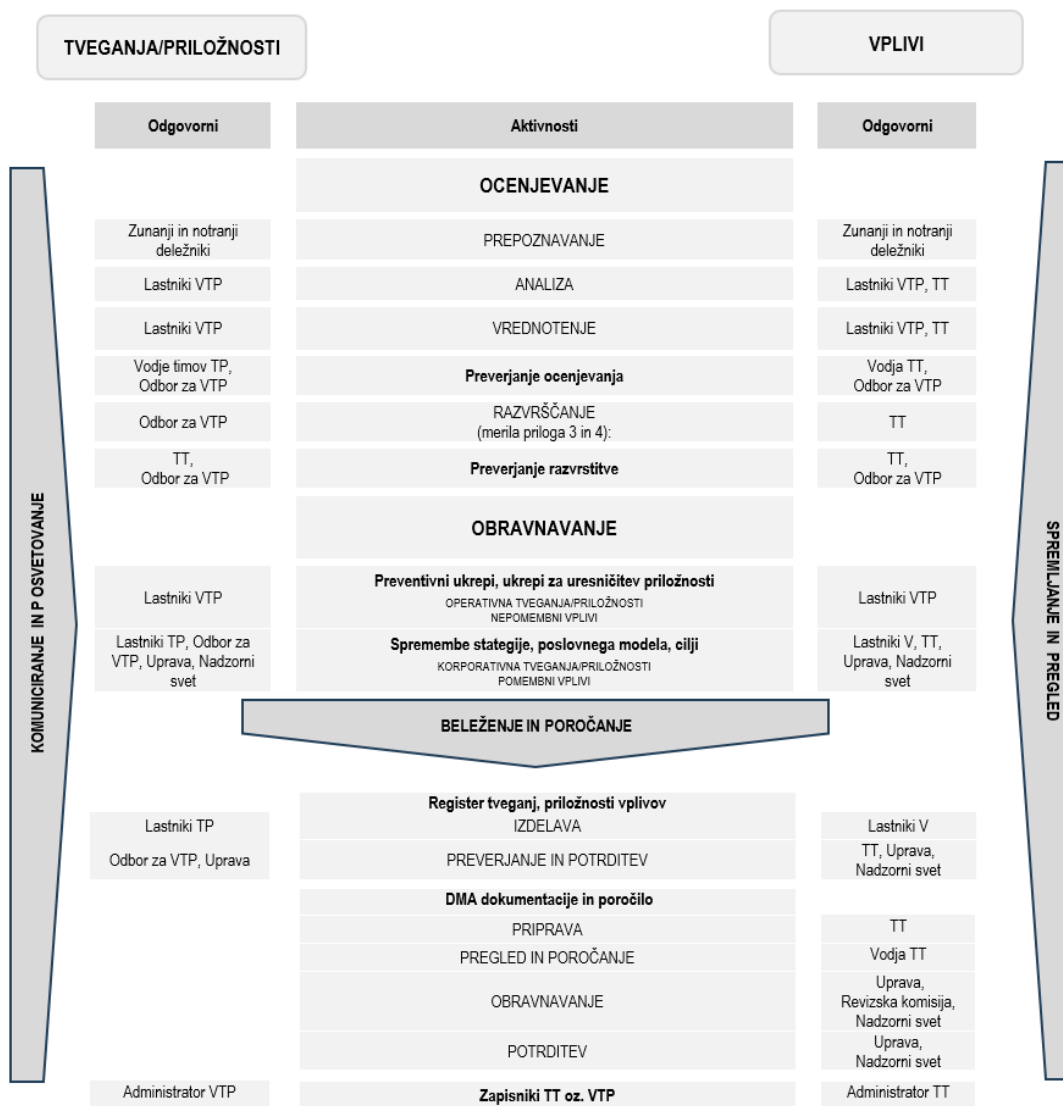 TVEGANJA/PRILOŽNOSTI
VPLIVI
Odgovorni
Aktivnosti
Odgovorni
OCENJEVANJE
Zunanji in notranji
deležniki
PREPOZNAVANJE
Zunanji in notranji
deležniki
Lastniki VTP
ANALIZA
Lastniki VTP, TT
Lastniki VTP
VREDNOTENJE
Lastniki VTP, TT
Vodje timov TP,
Odbor za VTP
Preverjanje ocenjevanja
Vodja TT,
Odbor za VTP
Odbor za VTP
RAZVRŠČANJE
(merila priloga 3 in 4):
TT
TT,
Odbor za VTP
Preverjanje razvrstitve
TT,
Odbor za VTP
OBRAVNAVANJE
Lastniki VTP
Preventivni ukrepi, ukrepi za uresničitev priložnosti
OPERATIVNA TVEGANJA/PRILOŽNOSTI
NEPOMEMBNI VPLIVI
Lastniki VTP
Lastniki TP, Odbor za
VTP, Uprava, Nadzorni
svet
Spremembe stategije, poslovnega modela, cilji
KORPORATIVNA TVEGANJA/PRILOŽNOSTI
POMEMBNI VPLIVI
Lastniki V, TT,
Uprava, Nadzorni
svet
KOMUNICIRANJE IN P OSVETOVANJE
SPREMLJANJE IN PREGLED
BELEŽENJE IN POROČANJE
Register tveganj, priložnosti vplivov
Lastniki TP
IZDELAVA
Lastniki V
Odbor za VTP, Uprava
PREVERJANJE IN POTRDITEV
TT, Uprava,
Nadzorni svet
DMA dokumentacije in poročilo
PRIPRAVA
TT
PREGLED IN POROČANJE
Vodja TT
OBRAVNAVANJE
Uprava,
Revizska komisija,
Nadzorni svet
POTRDITEV
Uprava,
Nadzorni svet
Administrator VTP
Zapisniki TT oz. VTP
Administrator TT